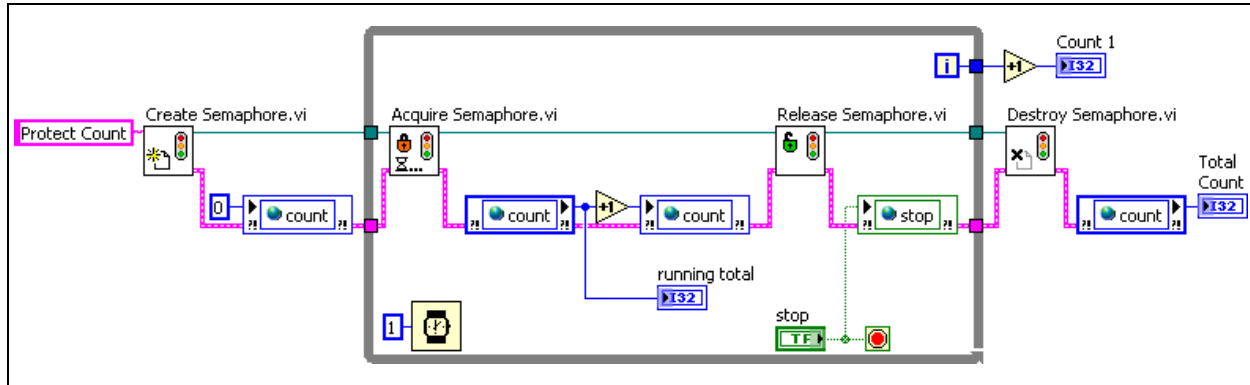 Count 1
i
+1
I32
Create Semaphore.vi
Acquire Semaphore.vi
Release Semaphore.vi
Destroy Semaphore.vi
Protect Count
Total
Count
0
?! count ?!
?! count ?!
+1
?! count ?!
?! stop ?!
?! count ?!
I32
running total
I32
1
stop
TF